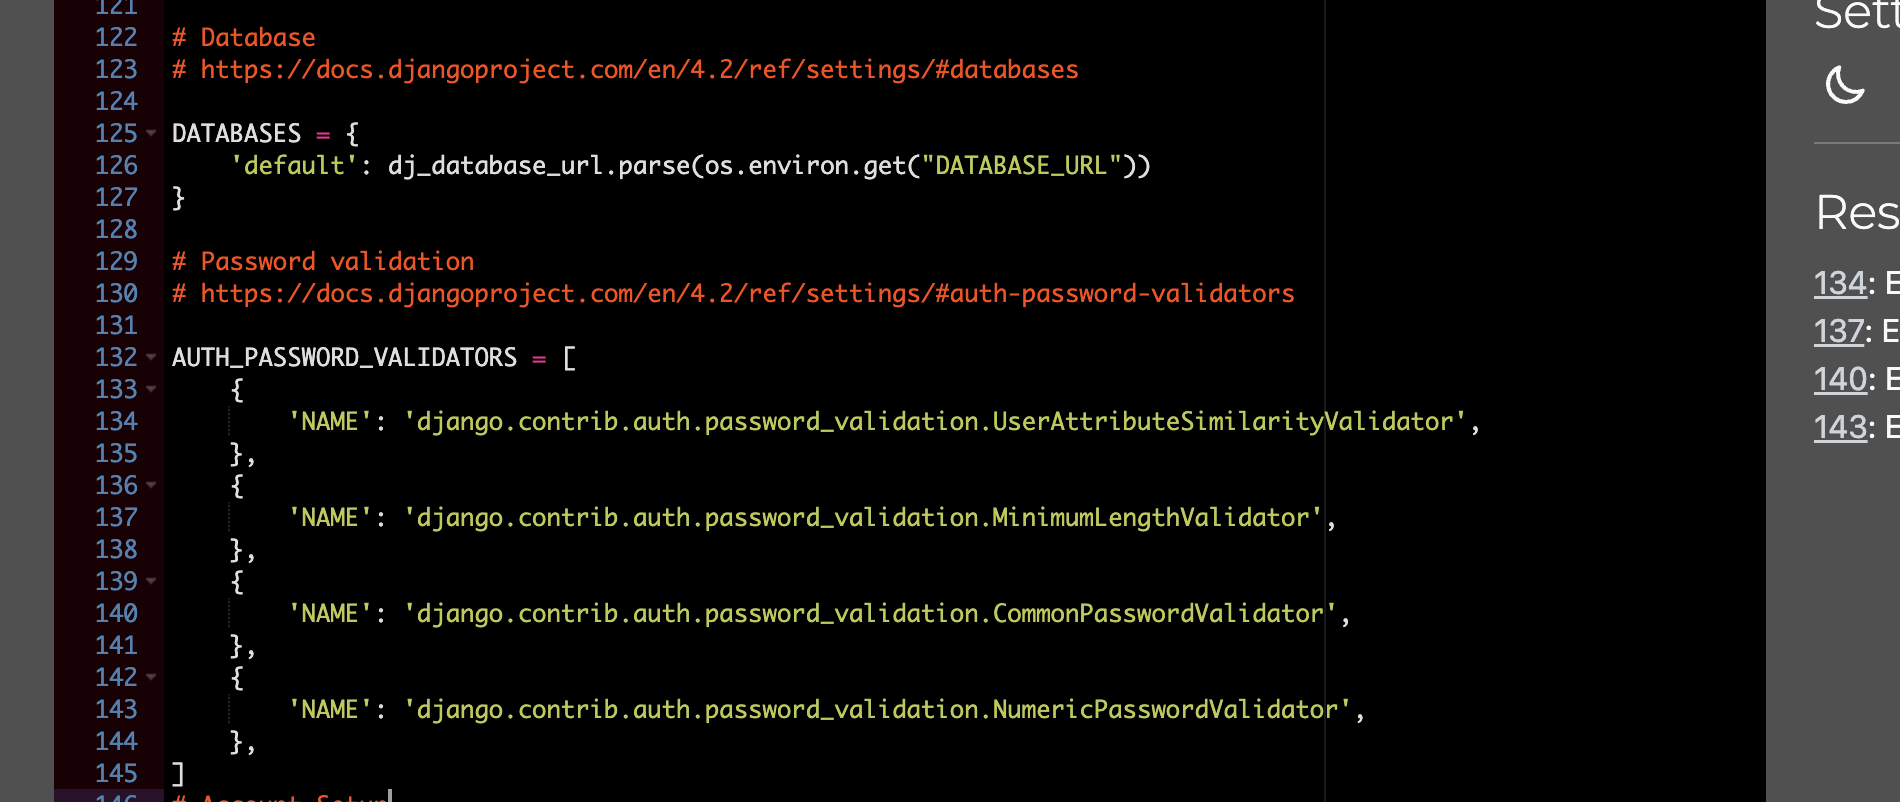 121
122 # Database
123 # https://docs.djangoproject.com/en/4.2/ref/settings/#databases
124
125 DATABASES = {
126     'default': dj_database_url.parse(os.environ.get("DATABASE_URL"))
127 }
128
129 # Password validation
130 # https://docs.djangoproject.com/en/4.2/ref/settings/#auth-password-validators
131
132 AUTH_PASSWORD_VALIDATORS = [
133     {
134         'NAME': 'django.contrib.auth.password_validation.UserAttributeSimilarityValidator',
135     },
136     {
137         'NAME': 'django.contrib.auth.password_validation.MinimumLengthValidator',
138     },
139     {
140         'NAME': 'django.contrib.auth.password_validation.CommonPasswordValidator',
141     },
142     {
143         'NAME': 'django.contrib.auth.password_validation.NumericPasswordValidator',
144     },
145 ]
146 # Account Setup
Sett
Res
134: E
137: E
140: E
143: E